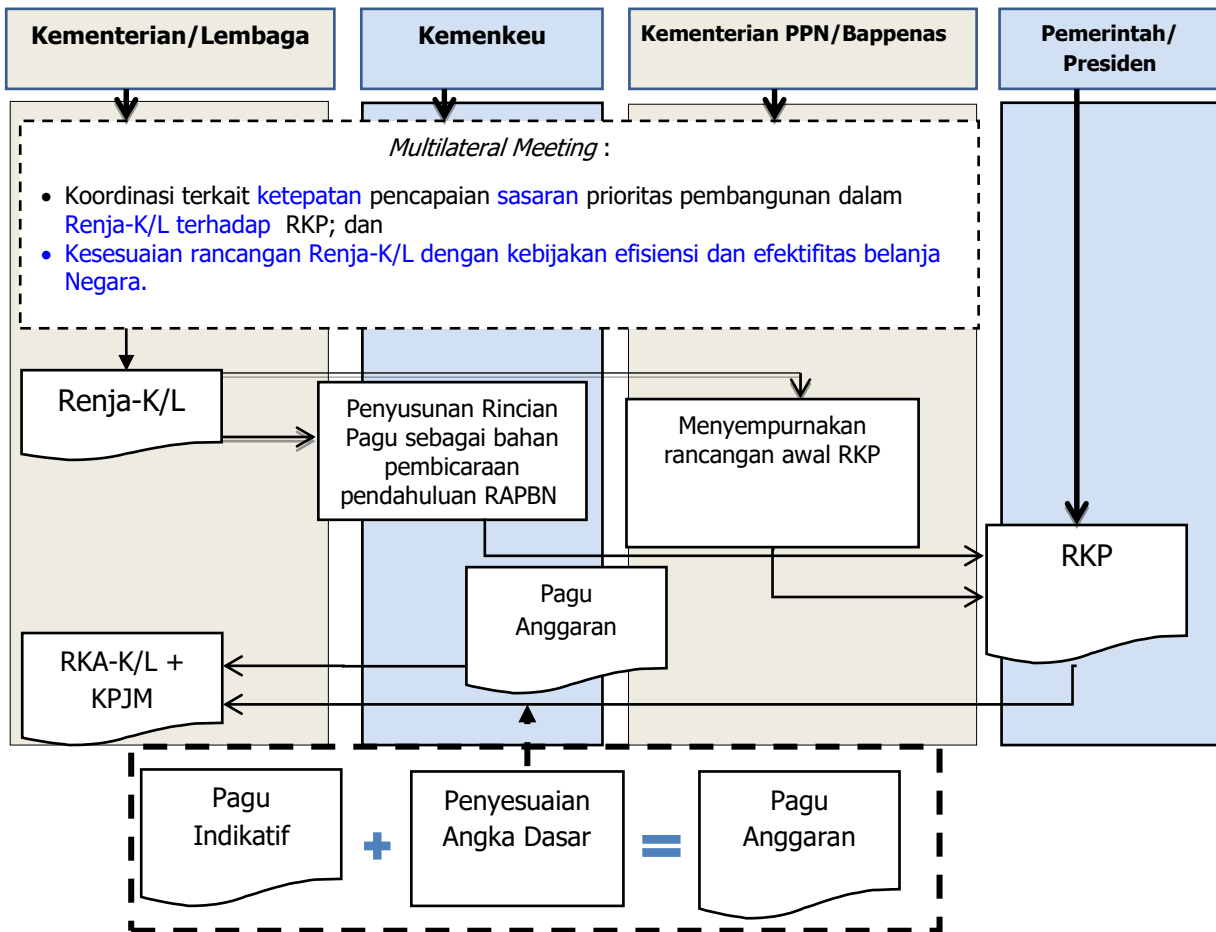 Kementerian/Lembaga
Kemenkeu
Kementerian PPN/Bappenas
Pemerintah/
Presiden
Multilateral Meeting :
• Koordinasi terkait ketepatan pencapaian sasaran prioritas pembangunan dalam
Renja-K/L terhadap RKP; dan
• Kesesuaian rancangan Renja-K/L dengan kebijakan efisiensi dan efektifitas belanja
Negara.
Renja-K/L
Penyusunan Rincian
Pagu sebagai bahan
pembicaraan
pendahuluan RAPBN
Menyempurnakan
rancangan awal RKP
RKP
Pagu
Anggaran
RKA-K/L +
KPJM
Pagu
Indikatif
+
Penyesuaian
Angka Dasar
=
Pagu
Anggaran